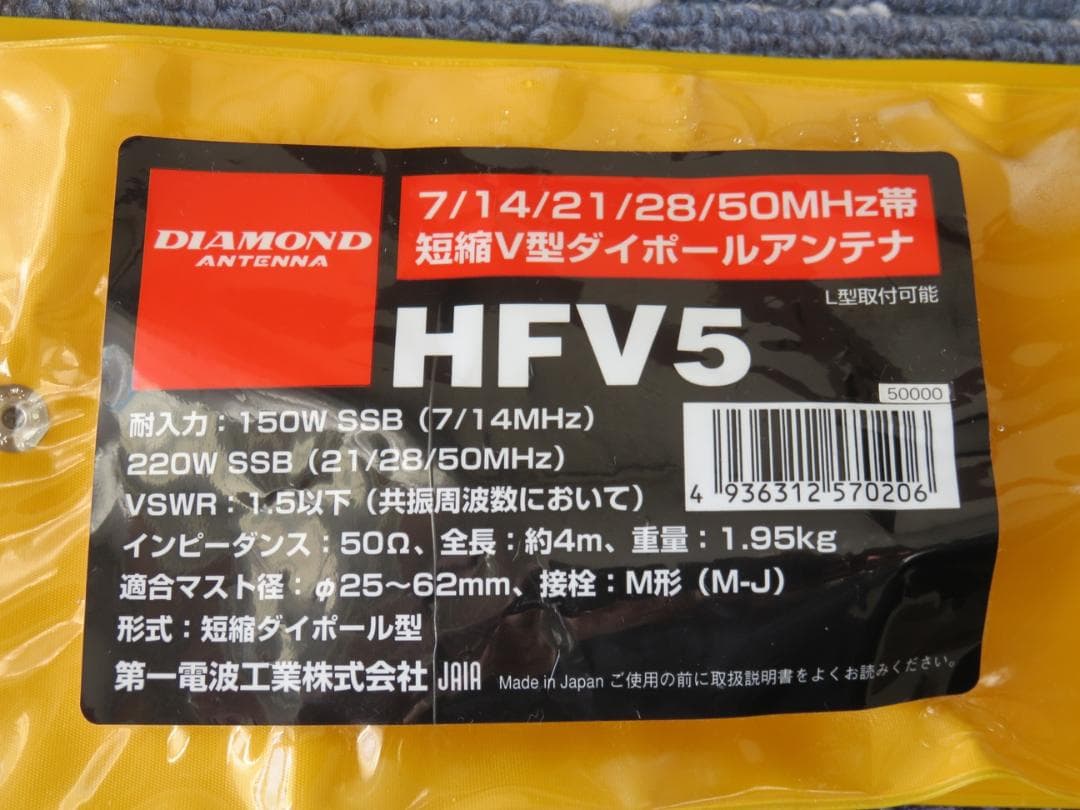 DIAMOND
ANTENNA
7/14/21/28/50MHz帯
短縮V型ダイポールアンテナ
L型取付可能
HFV5
50000
耐入力：150W SSB（7/14MHz）
220W SSB（21/28/50MHz）
VSWR：1.5以下（共振周波数において）
4 936312 570206
インピーダンス：50Ω、全長：約4m、重量：1.95kg
適合マスト径：φ25～62mm、接栓：M形（M-J）
形式：短縮ダイポール型
第一電波工業株式会社 JAIA Made in Japan ご使用の前に取扱説明書をよくお読みください。